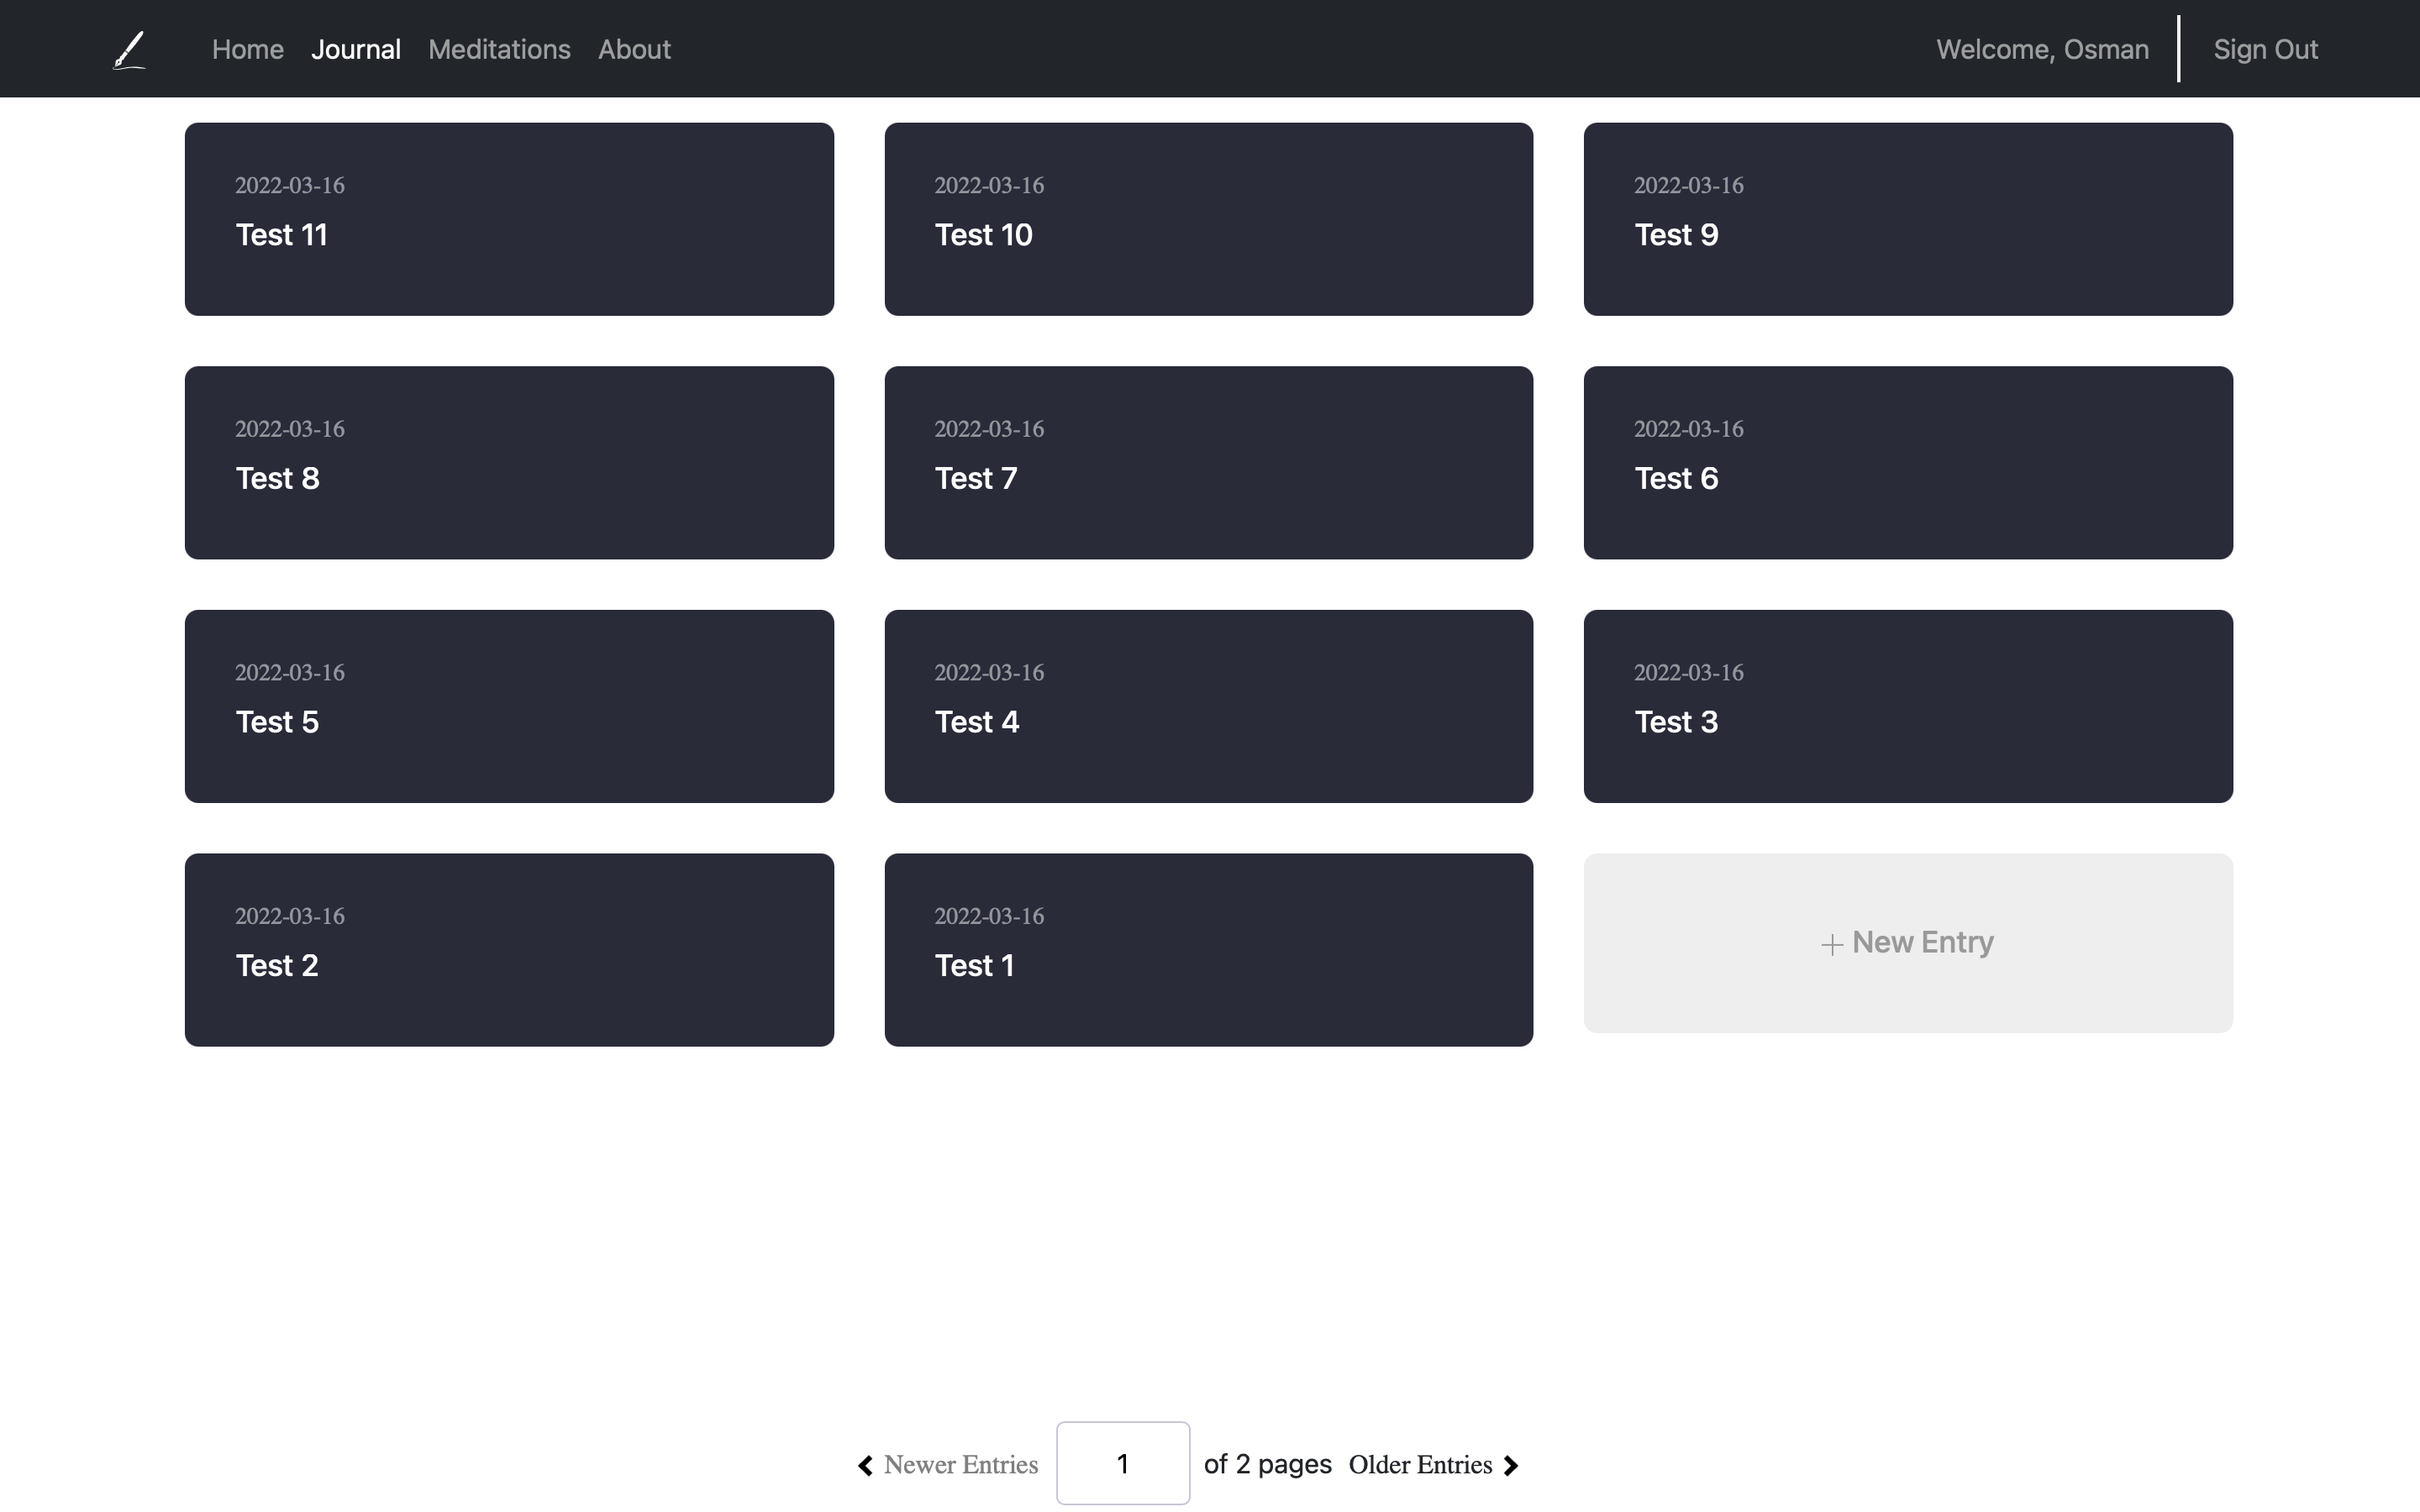 Home Journal Meditations About Welcome, Osman Sign Out
2022-03-16
Test 11
2022-03-16
Test 10
2022-03-16
Test 9
2022-03-16
Test 8
2022-03-16
Test 7
2022-03-16
Test 6
2022-03-16
Test 5
2022-03-16
Test 4
2022-03-16
Test 3
2022-03-16
Test 2
2022-03-16
Test 1
+ New Entry
Newer Entries 1 of 2 pages Older Entries